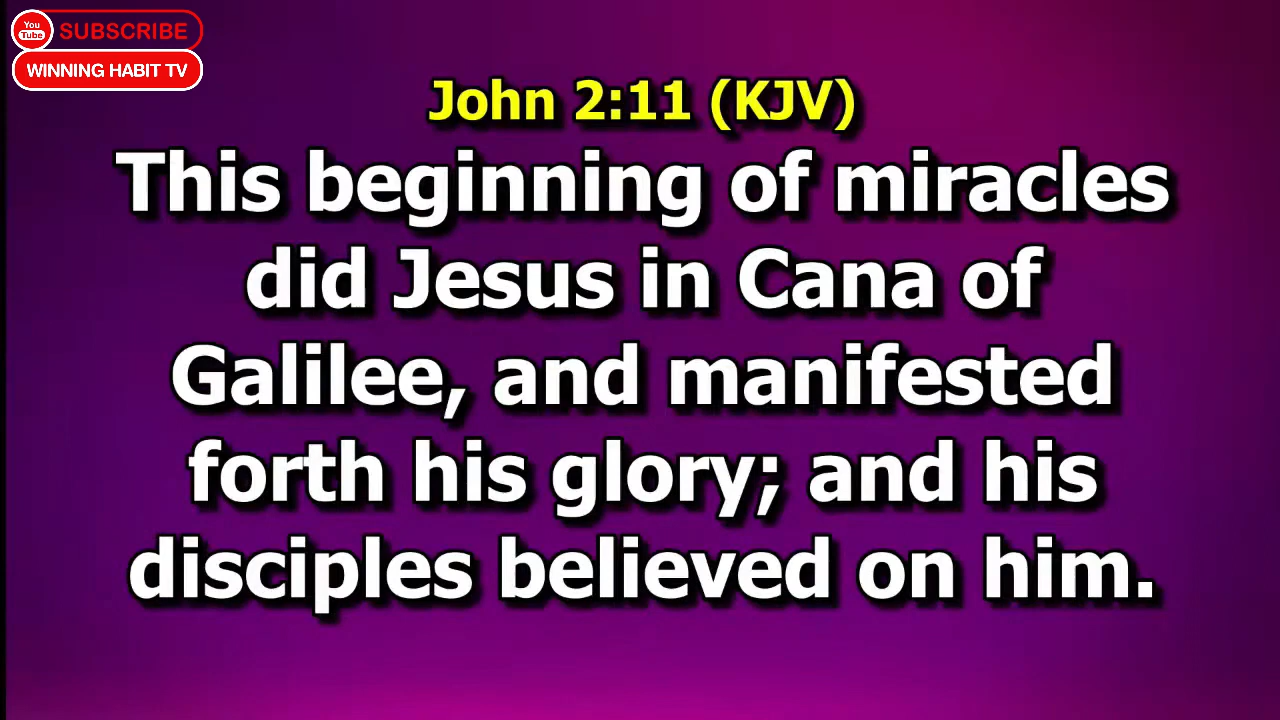 You
Tube
SUBSCRIBE
WINNING HABIT TV
John 2:11 (KJV)
This beginning of miracles
did Jesus in Cana of
Galilee, and manifested
forth his glory; and his
disciples believed on him.